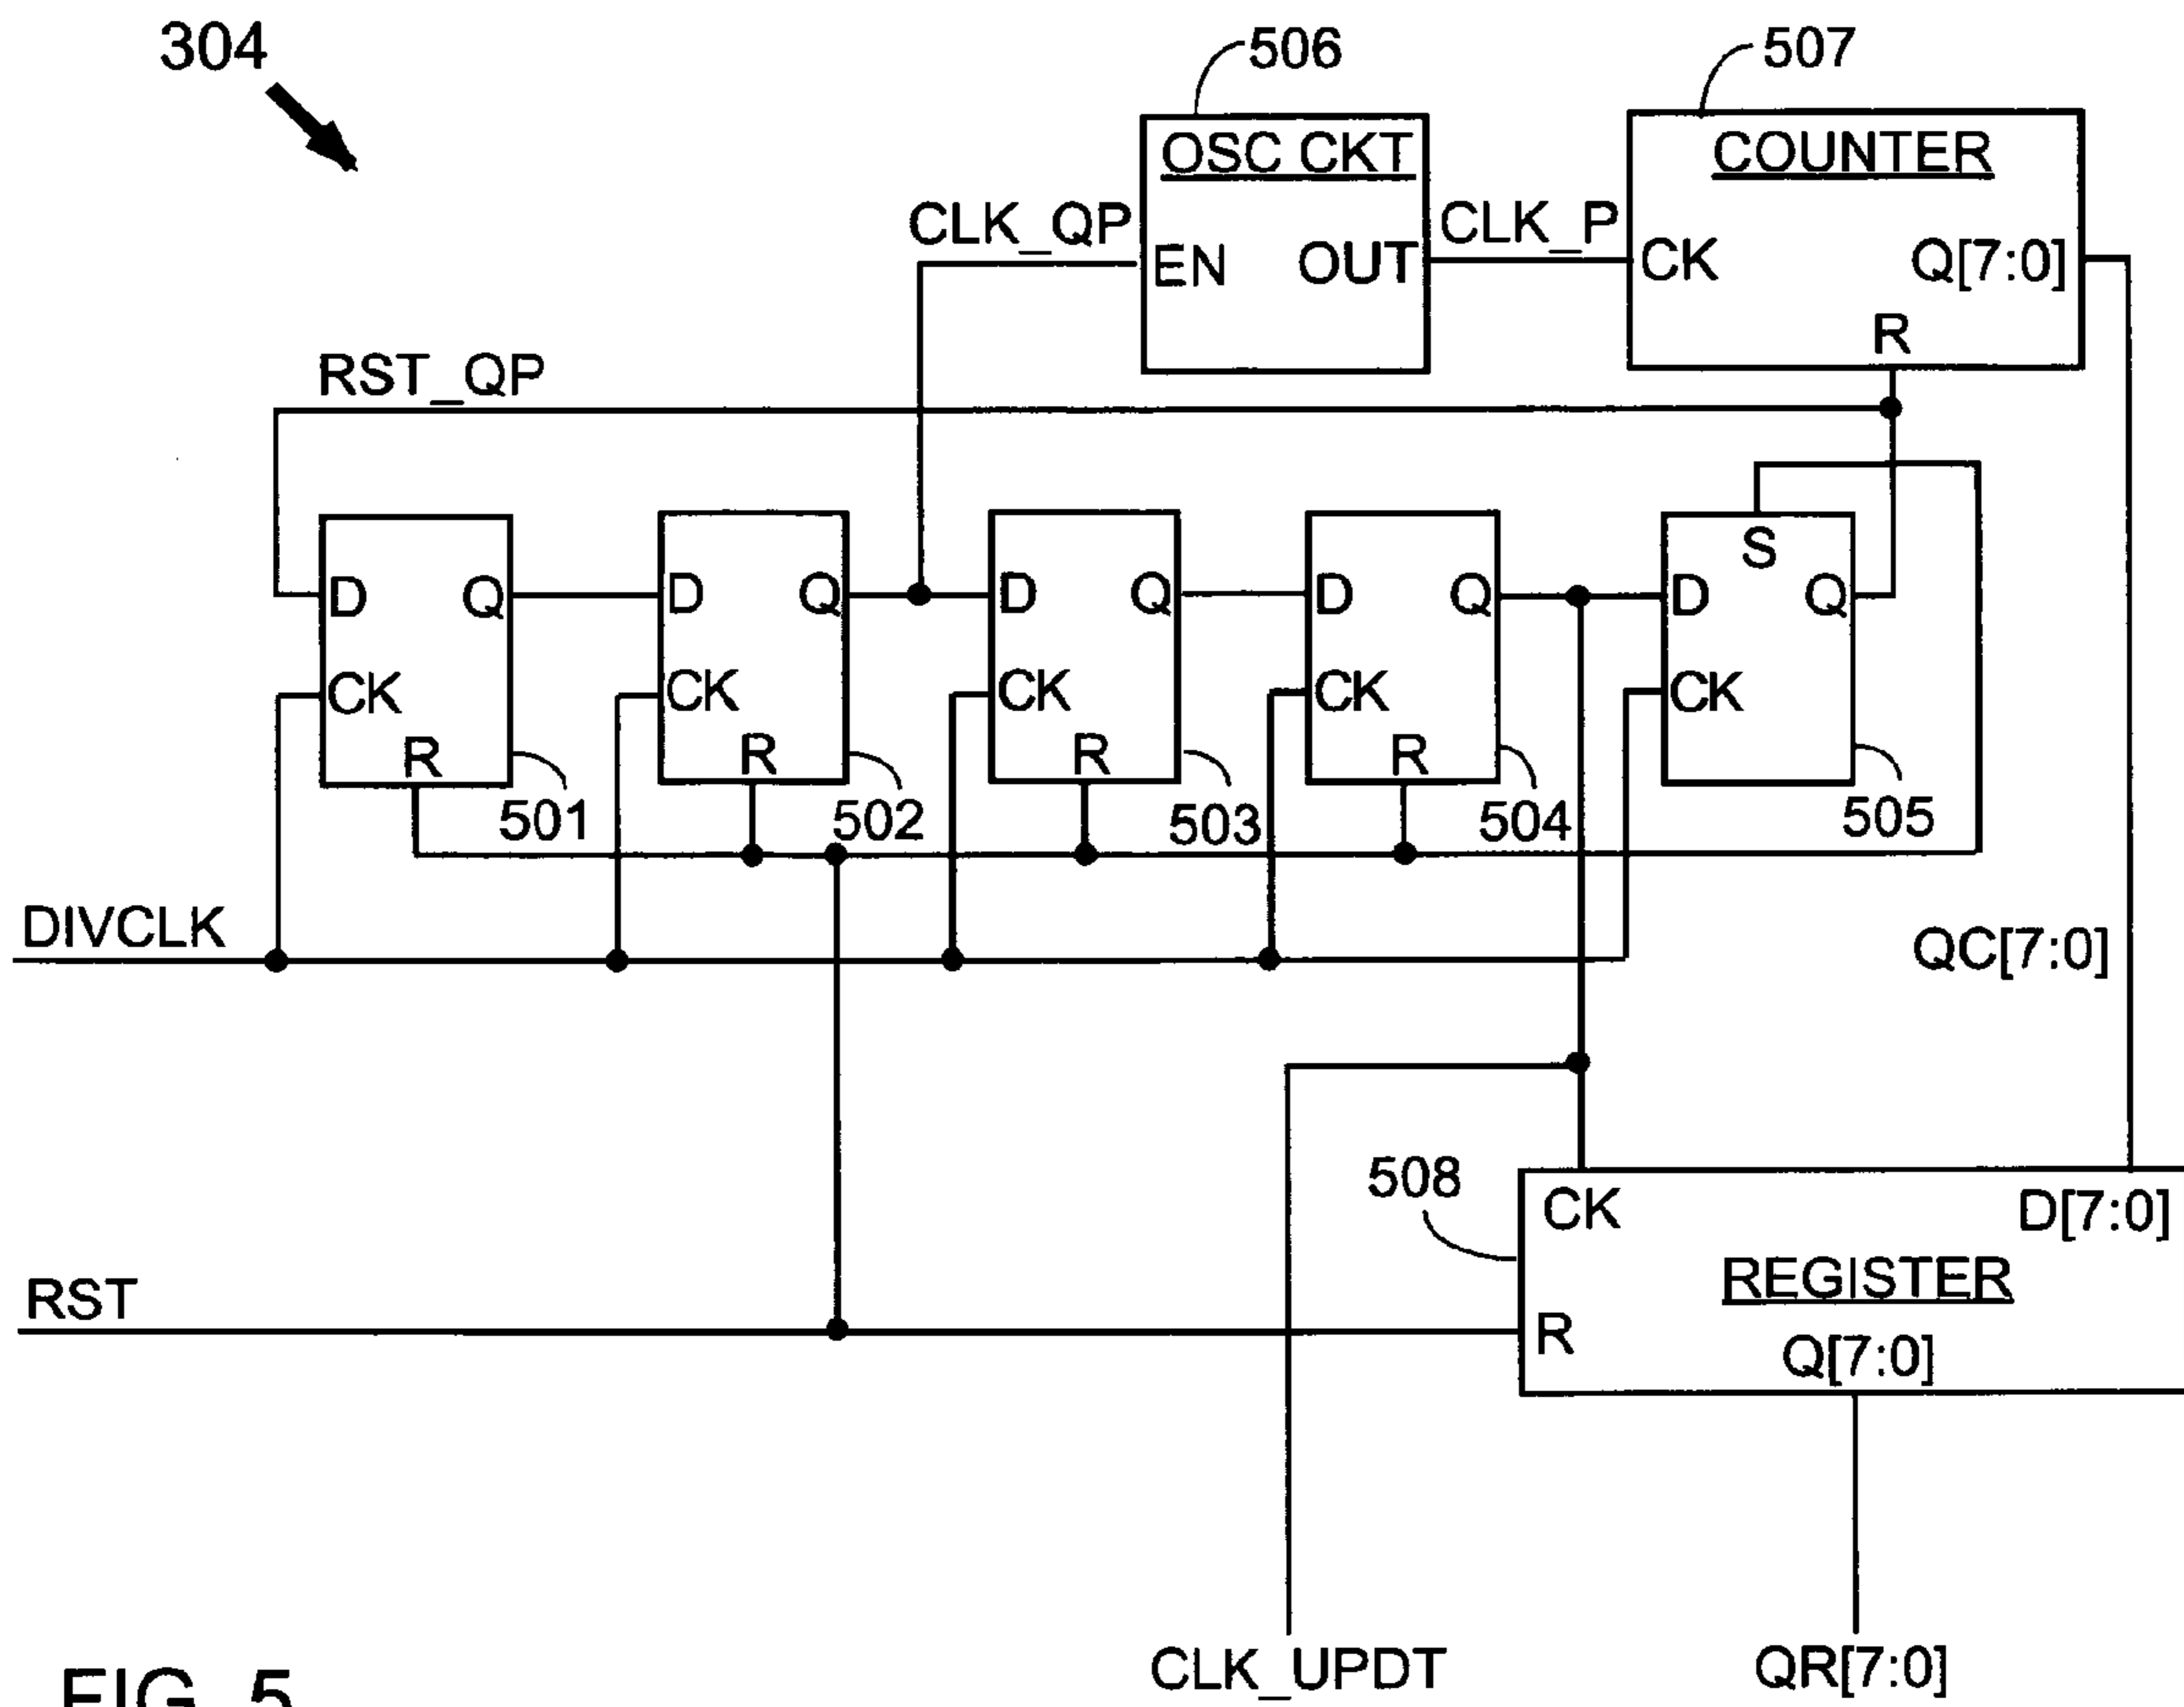 304
506
507
OSC CKT
COUNTER
CLK_QP
CLK_P
EN
OUT
CK
Q[7:0]
R
RST_QP
S
D
Q
D
Q
D
Q
D
Q
D
Q
CK
CK
CK
CK
CK
R
R
R
R
501
502
503
504
505
DIVCLK
QC[7:0]
508
CK
D[7:0]
REGISTER
RST
R
Q[7:0]
CLK_UPDT
QR[7:0]
FIG. 5